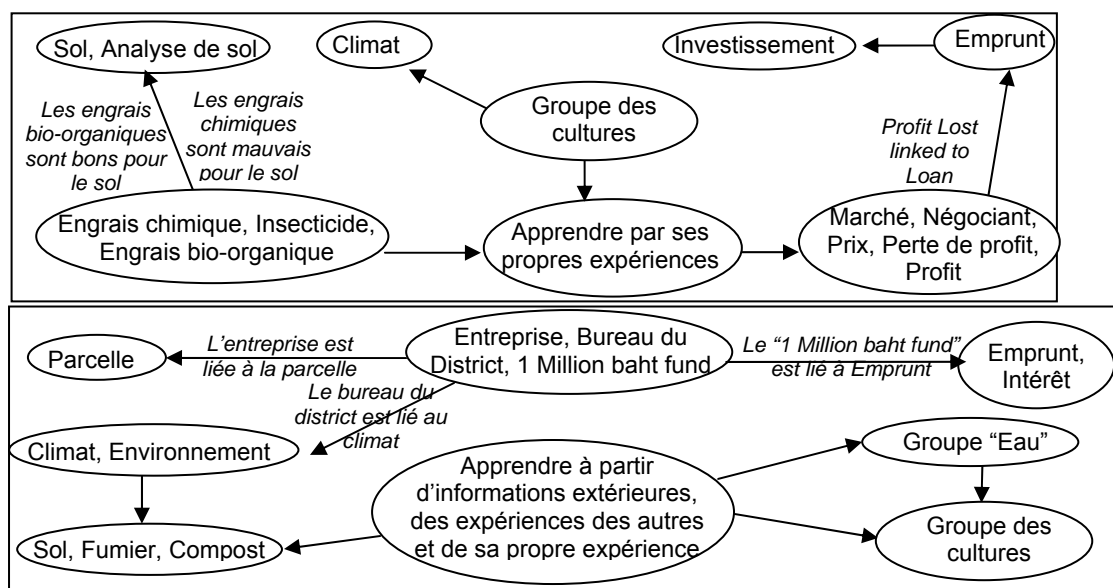 Sol, Analyse de sol
Climat
Investissement
Emprunt
Les engrais
bio-organiques
sont bons pour
le sol
Les engrais
chimiques
sont mauvais
pour le sol
Groupe des
cultures
Profit Lost
linked to
Loan
Engrais chimique, Insecticide,
Engrais bio-organique
Apprendre par ses
propres expériences
Marché, Négociant,
Prix, Perte de profit,
Profit
Parcelle
L'entreprise est
liée à la parcelle
Entreprise, Bureau du
District, 1 Million baht fund
Le “1 Million baht fund”
est lié à Emprunt
Emprunt,
Intérêt
Le bureau du
district est lié au
climat
Climat, Environnement
Apprendre à partir
d’informations extérieures,
des expériences des autres
et de sa propre expérience
Groupe “Eau”
Sol, Fumier, Compost
Groupe des
cultures